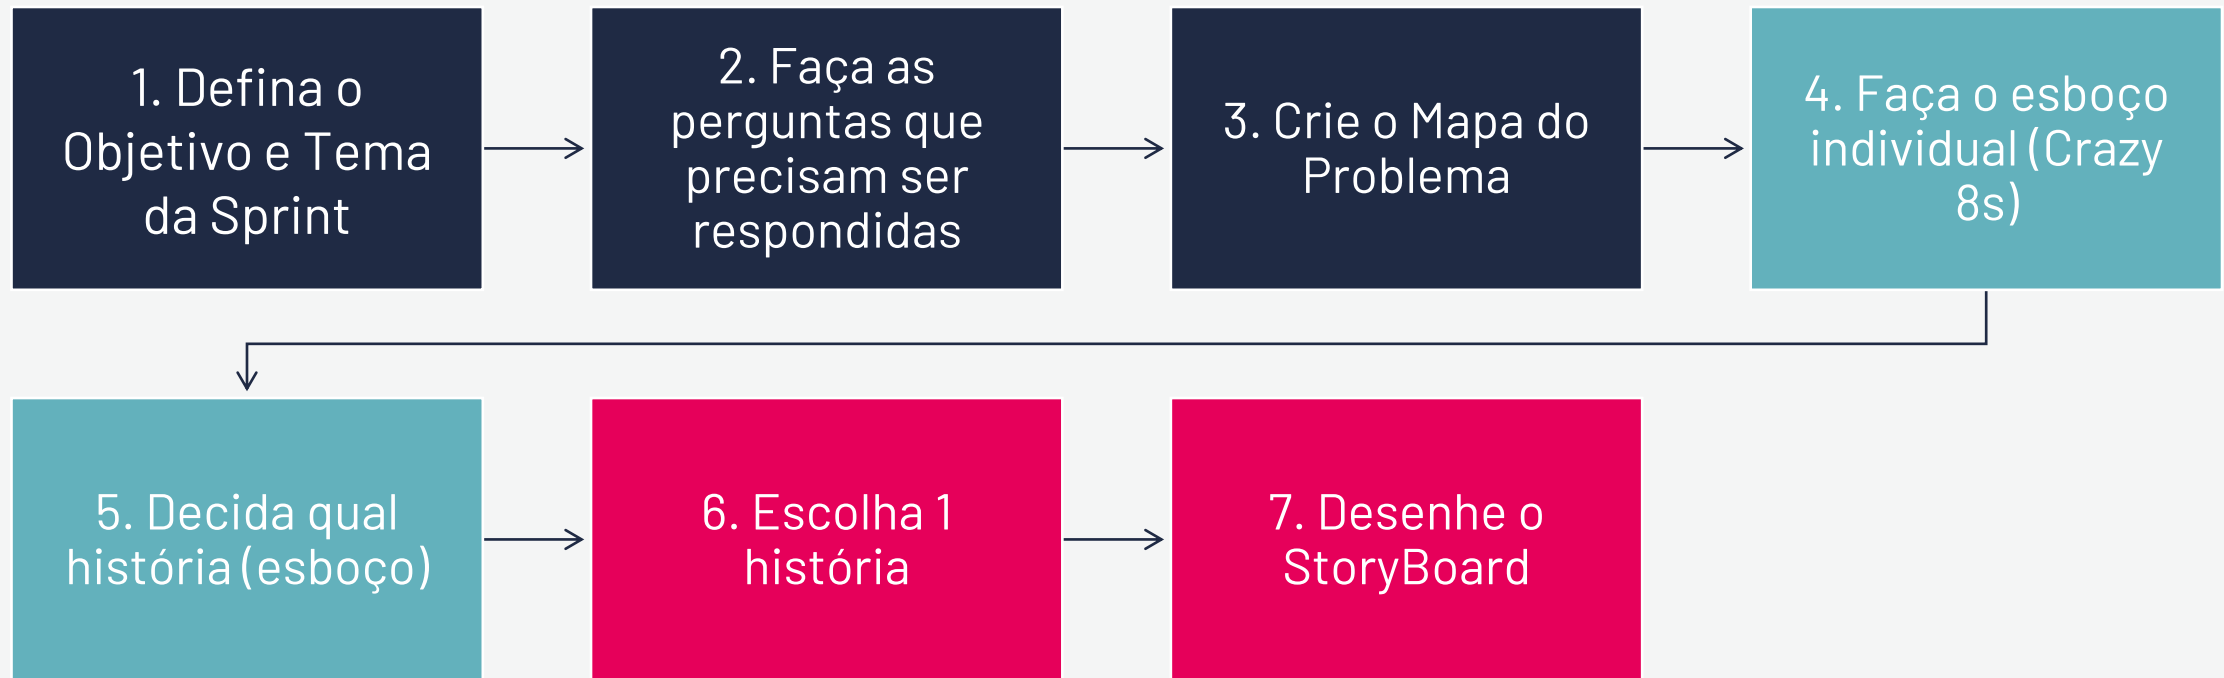 1. Defina o
Objetivo e Tema
da Sprint
2. Faça as
perguntas que
precisam ser
respondidas
3. Crie o Mapa do
Problema
4. Faça o esboço
individual (Crazy
8s)
5. Decida qual
história (esboço)
6. Escolha 1
história
7. Desenhe o
StoryBoard